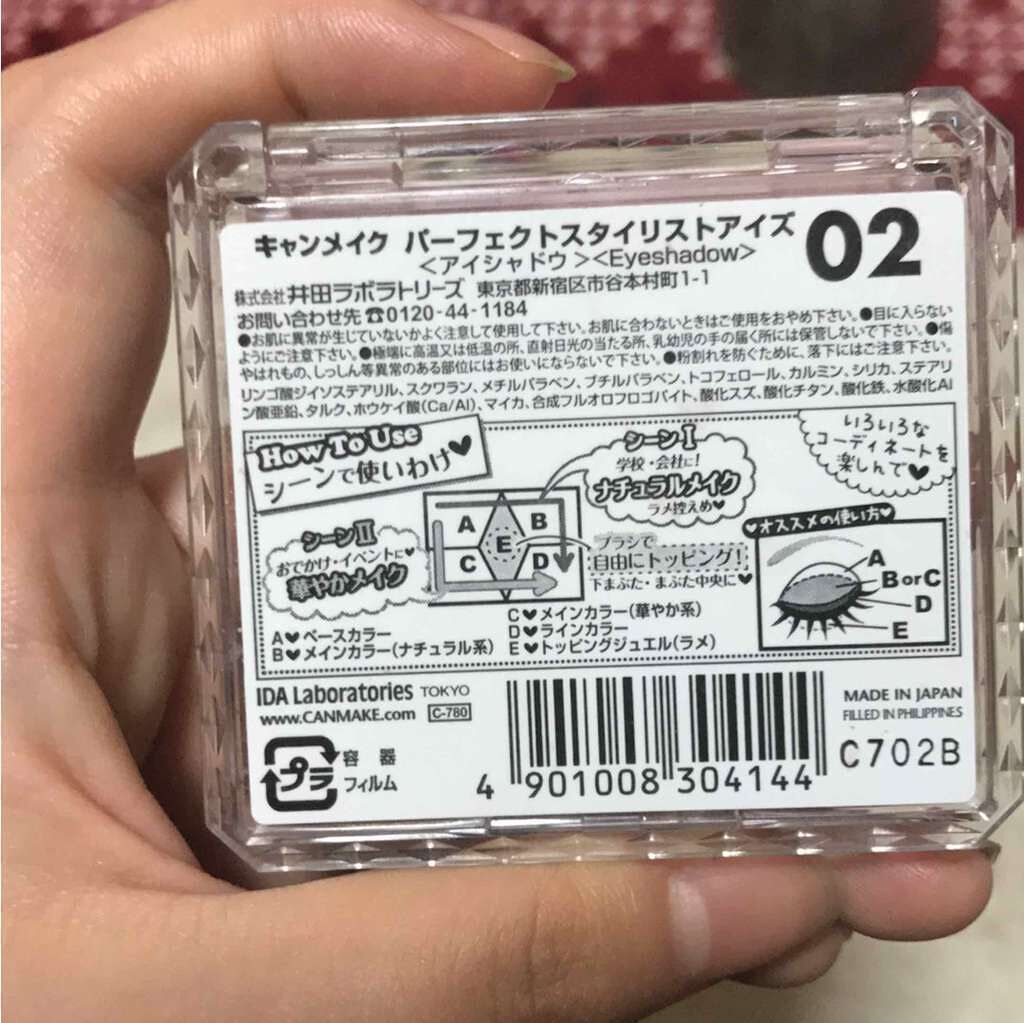 キャンメイク パーフェクトスタイリストアイズ 02
<アイシャドウ><Eyeshadow>
株式会社 井田ラボラトリーズ 東京都新宿区市谷本村町1-1
お問い合わせ先☎0120-44-1184
●お肌に異常が生じていないかよく注意して使用して下さい。お肌に合わないときはご使用をおやめ下さい。●目に入らない
ようにご注意下さい。●極端に高温又は低温の所、直射日光の当たる所、乳幼児の手の届く所には保管しないで下さい。●傷
やはれもの、しっしん等異常のある部位にはお使いにならないで下さい。●粉割れを防ぐために、落下にはご注意下さい。
リンゴ酸ジイソステアリル、スクワラン、メチルパラベン、ブチルパラベン、トコフェロール、カルミン、シリカ、ステアリ
ン酸亜鉛、タルク、ホウケイ酸(Ca/Al)、マイカ、合成フルオロフロゴパイト、酸化スズ、酸化チタン、酸化鉄、水酸化Al
How To Use
シーンで使いわけ♥
シーンⅠ
学校・会社に!
ナチュラルメイク
ラメ控えめ♥
いろいろな
コーディネートを
楽しんで♥
シーンⅡ
おでかけ・イベントに♥
華やかメイク
A
B
C
D
E
ブラシで
自由にトッピング!
下まぶた・まぶた中央に♥
♥オススメの使い方♥
A
B or C
D
E
A♥ベースカラー
B♥メインカラー(ナチュラル系)
C♥メインカラー(華やか系)
D♥ラインカラー
E♥トッピングジュエル(ラメ)
IDA Laboratories TOKYO
www.CANMAKE.com C-780
プラ
容器
フィルム
4 901008 304144
MADE IN JAPAN
FILLED IN PHILIPPINES
C702B